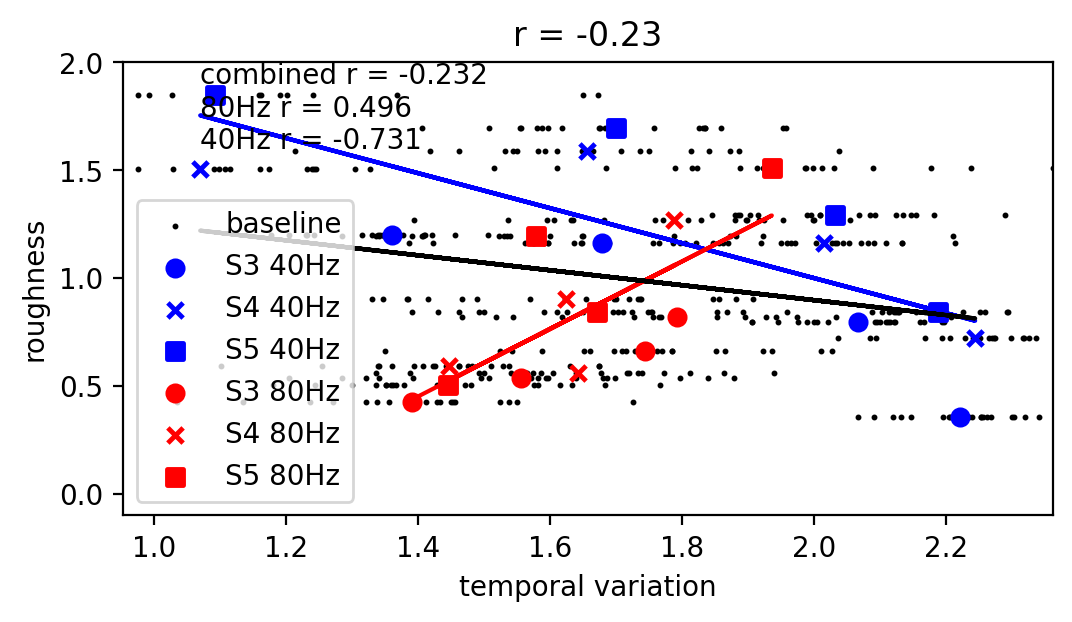 r = -0.23
combined r = -0.232
80Hz r = 0.496
40Hz r = -0.731
2.0
1.5
1.0
0.5
0.0
roughness
baseline
S3 40Hz
S4 40Hz
S5 40Hz
S3 80Hz
S4 80Hz
S5 80Hz
1.0 1.2 1.4 1.6 1.8 2.0 2.2
temporal variation